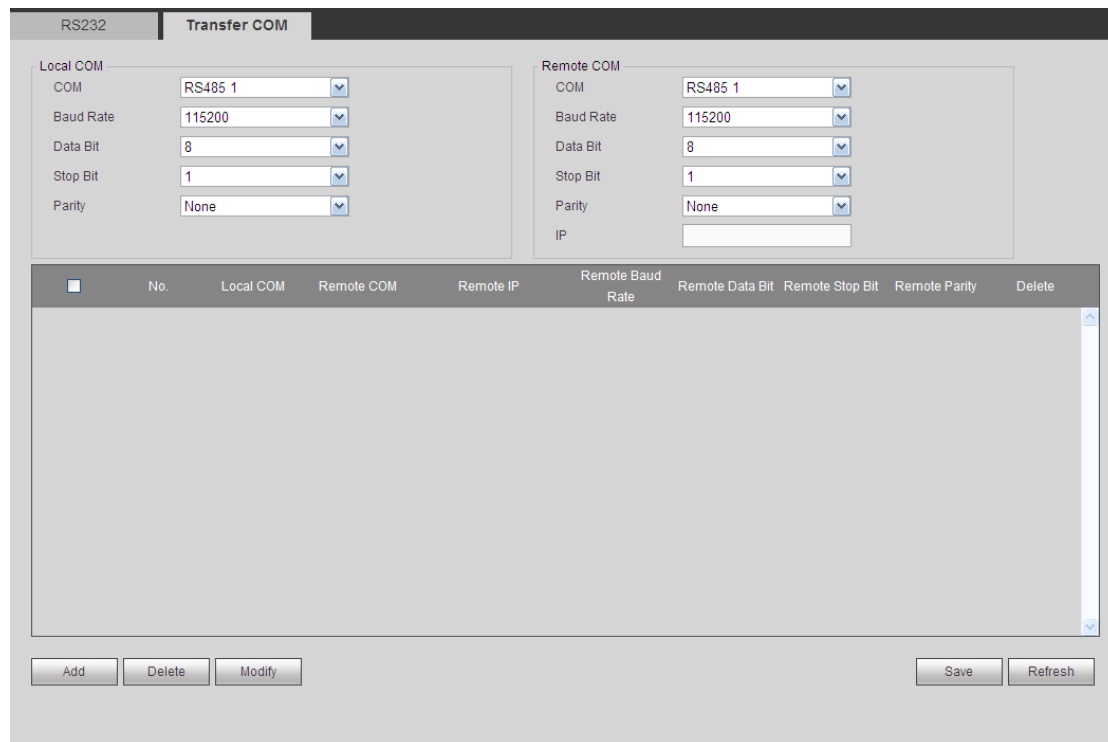 RS232 Transfer COM
Local COM
COM RS485 1
Baud Rate 115200
Data Bit 8
Stop Bit 1
Parity None
Remote COM
COM RS485 1
Baud Rate 115200
Data Bit 8
Stop Bit 1
Parity None
IP
No. Local COM Remote COM Remote IP Remote Baud Rate Remote Data Bit Remote Stop Bit Remote Parity Delete
Add Delete Modify Save Refresh